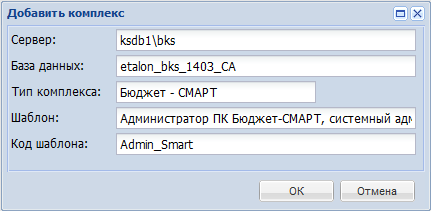 Добавить комплекс
Сервер: ksdb1\bks
База данных: etalon_bks_1403_CA
Тип комплекса: Бюджет - СМАРТ
Шаблон: Администратор ПК Бюджет-СМАРТ, системный адм
Код шаблона: Admin_Smart
ОК Отмена